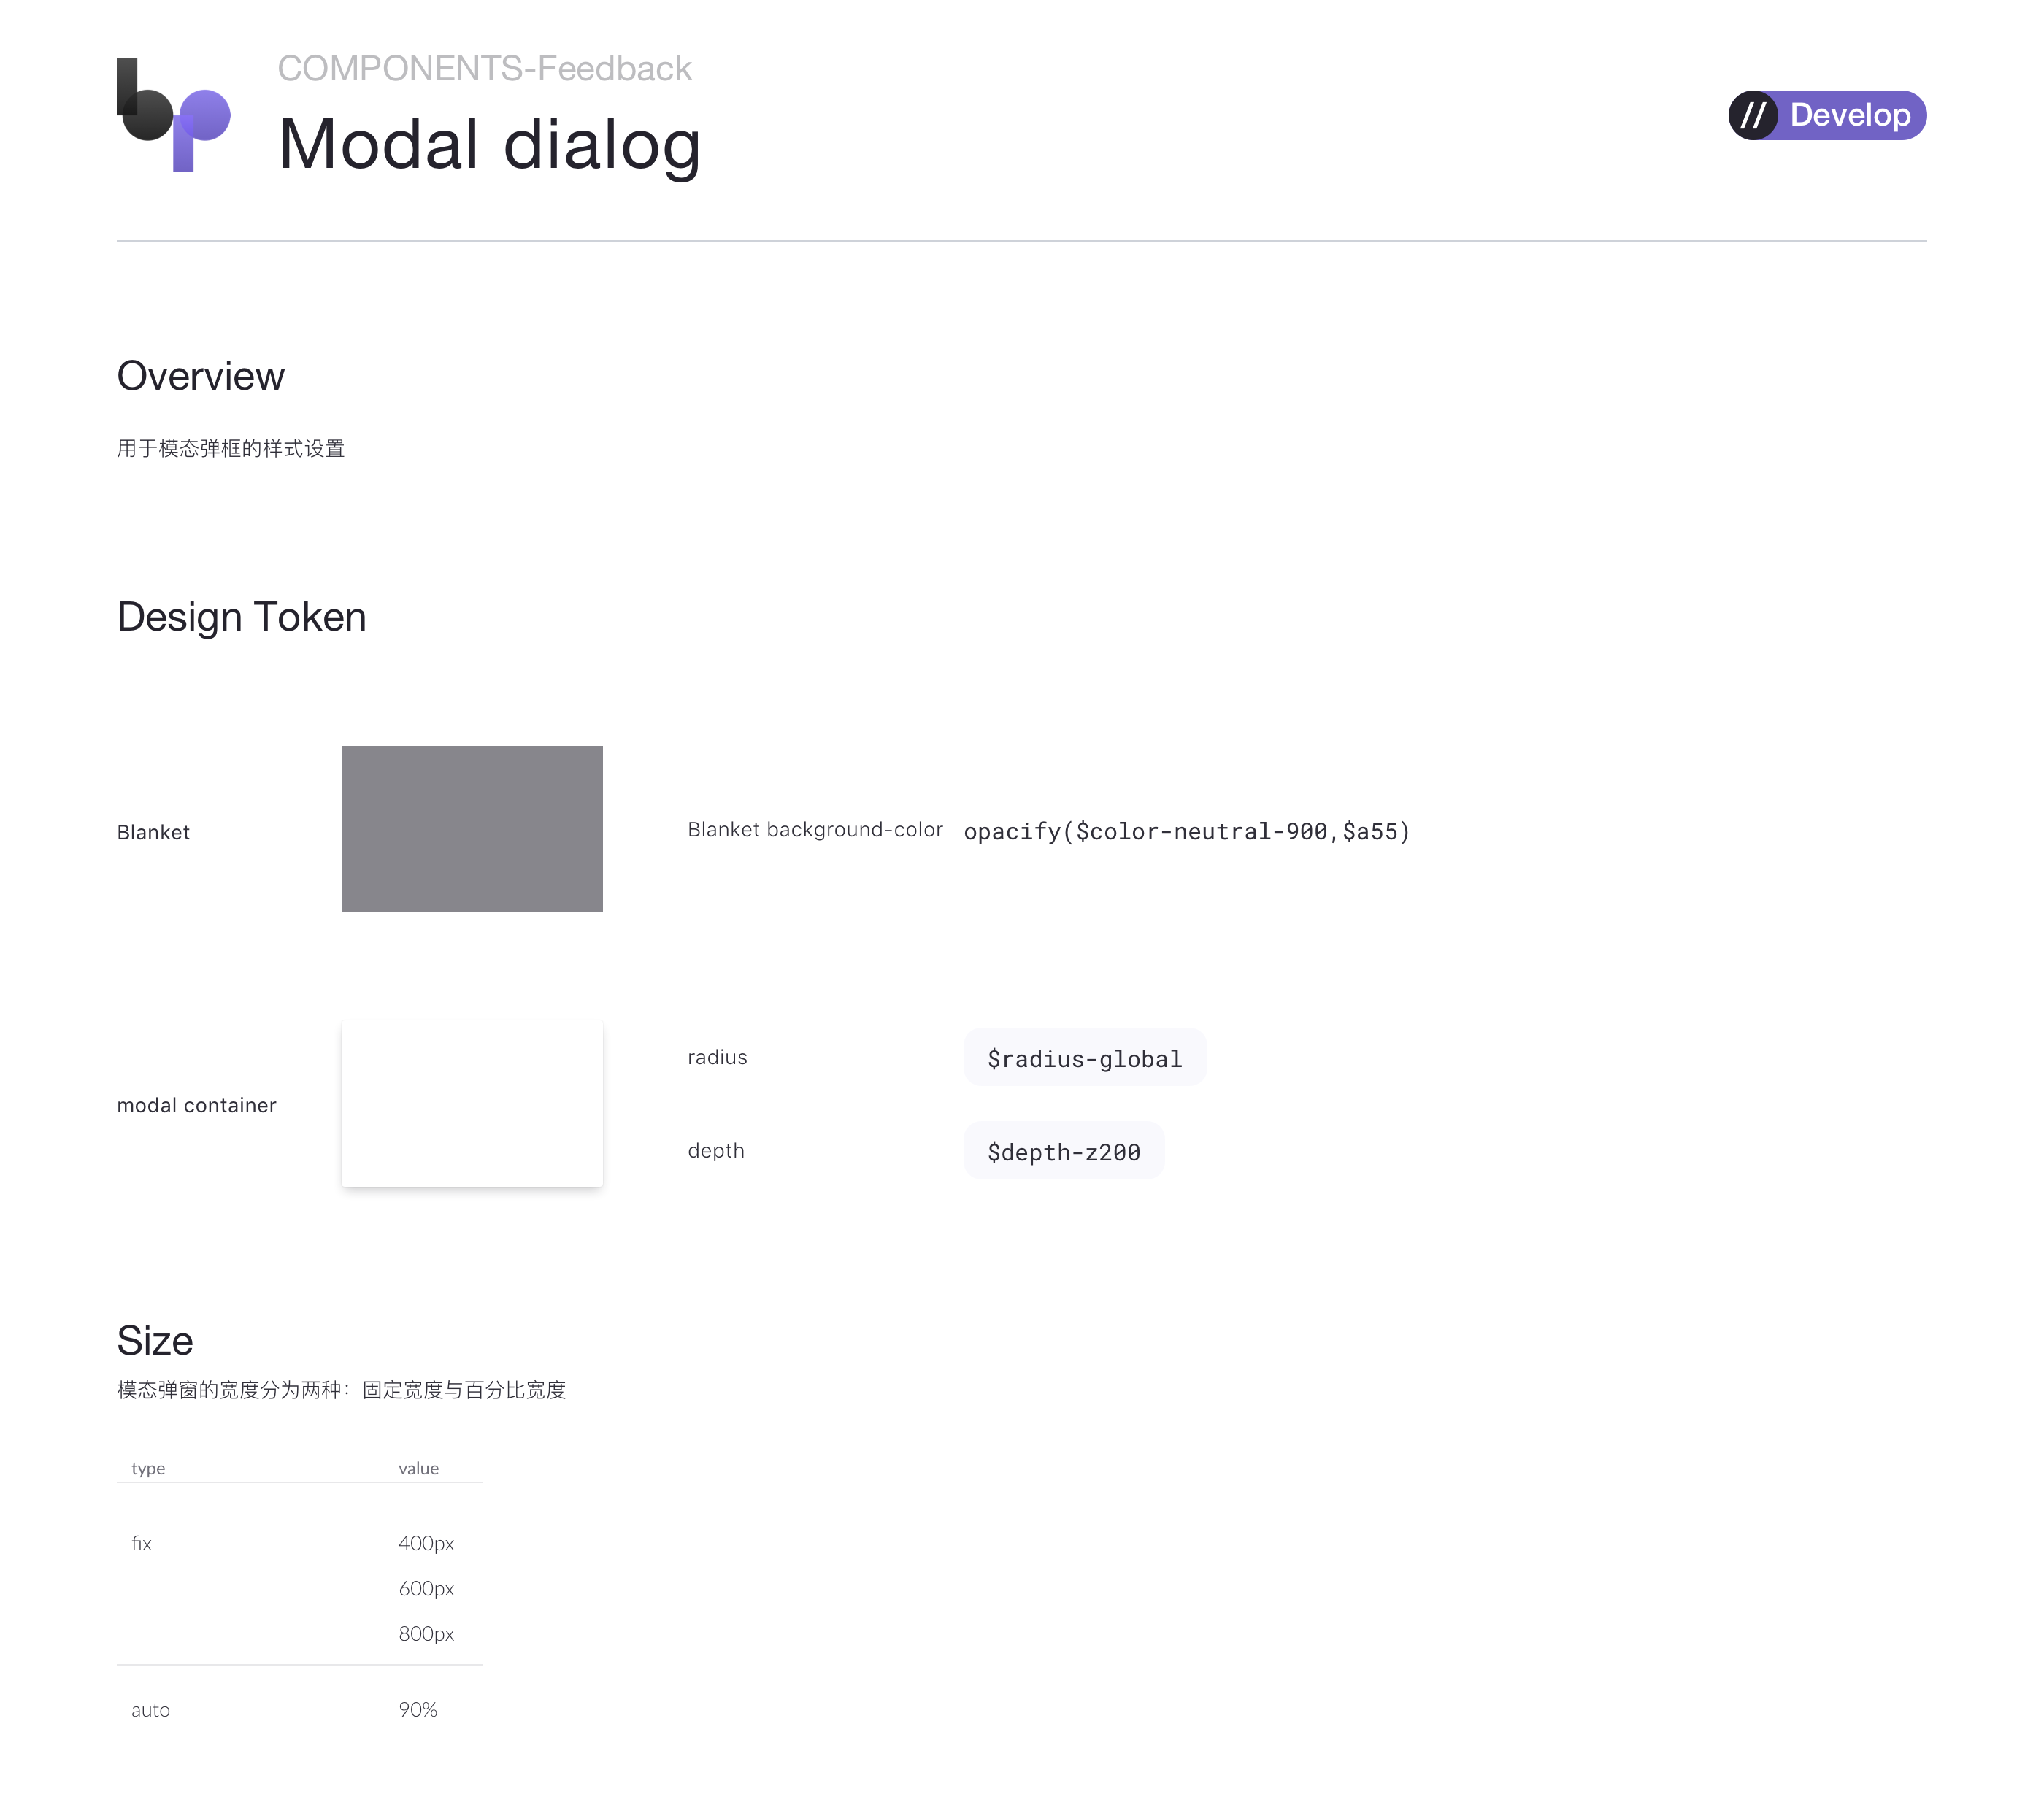 COMPONENTS-Feedback
Modal dialog
// Develop
Overview
用于模态弹框的样式设置
Design Token
Blanket
Blanket background-color
opacify($color-neutral-900,$a55)
modal container
radius
$radius-global
depth
$depth-z200
Size
模态弹窗的宽度分为两种：固定宽度与百分比宽度
type value
fix 400px
600px
800px
auto 90%